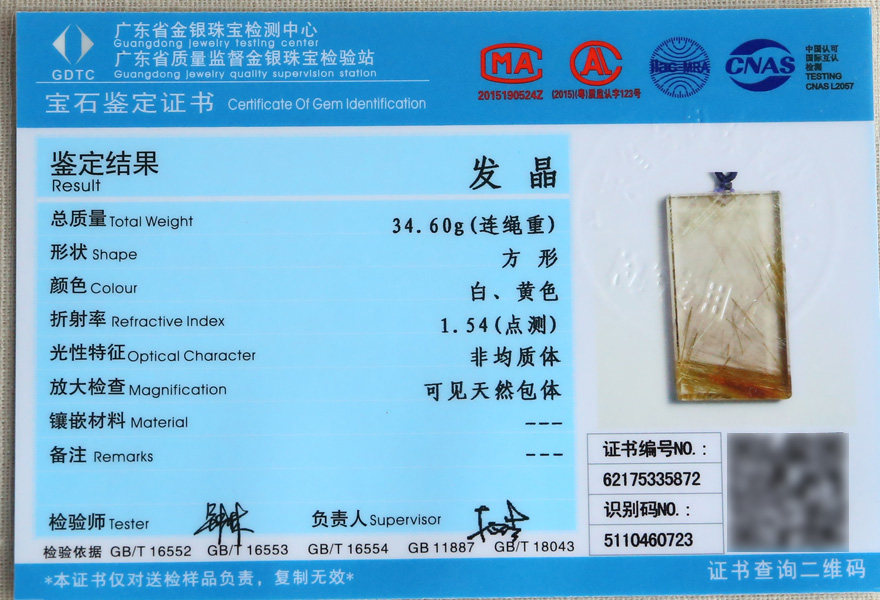 广东省金银珠宝检测中心
Guangdong jewelry testing center
广东省质量监督金银珠宝检验站
Guangdong jewelry quality supervision station
GDTC
宝石鉴定证书 Certificate Of Gem Identification
MA
2015190524Z
AL
(2015)(粤)质监认字123号
ilac-MRA
CNAS
中国认可
国际互认
检测
TESTING
CNAS L2057
鉴定结果
Result
发 晶
总质量 Total Weight 34.60g(连绳重)
形状 Shape 方 形
颜色 Colour 白、黄色
折射率 Refractive Index 1.54(点测)
光性特征 Optical Character 非均质体
放大检查 Magnification 可见天然包体
镶嵌材料 Material ---
备注 Remarks ---
检验师 Tester 负责人 Supervisor
检验依据 GB/T 16552 GB/T 16553 GB/T 16554 GB 11887 GB/T 18043
*本证书仅对送检样品负责，复制无效*
证书编号NO.:
62175335872
识别码NO.:
5110460723
证书查询二维码